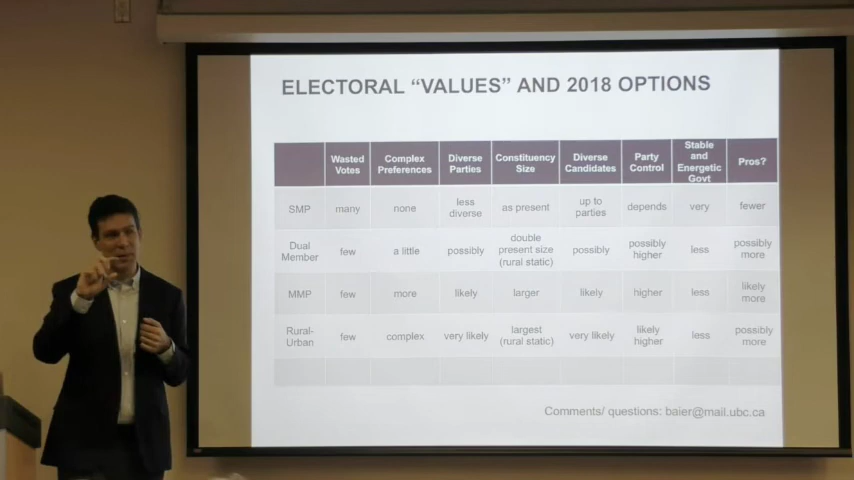 ELECTORAL “VALUES” AND 2018 OPTIONS
Wasted Votes | Complex Preferences | Diverse Parties | Constituency Size | Diverse Candidates | Party Control | Stable and Energetic Govt | Pros?
SMP | many | none | less diverse | as present | up to parties | depends | very | fewer
Dual Member | few | a little | possibly | double present size (rural static) | possibly | possibly higher | less | possibly more
MMP | few | more | likely | larger | likely | higher | less | likely more
Rural-Urban | few | complex | very likely | largest (rural static) | very likely | likely higher | less | possibly more
Comments/ questions: baier@mail.ubc.ca